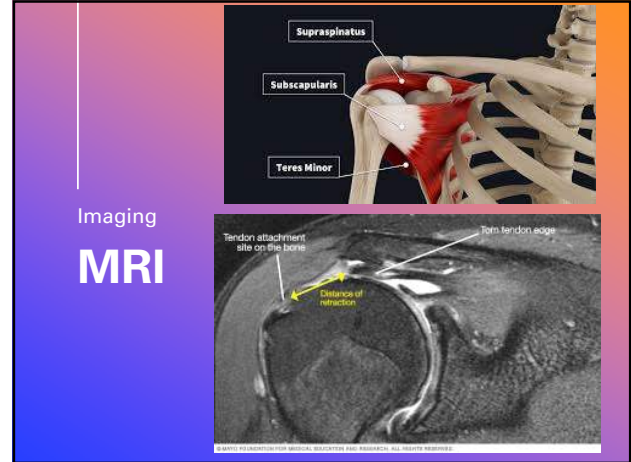 Supraspinatus
Subscapularis
Teres Minor
Imaging
MRI
Tendon attachment
site on the bone
Torn tendon edge
Distance of
retraction
© MAYO FOUNDATION FOR MEDICAL EDUCATION AND RESEARCH. ALL RIGHTS RESERVED.